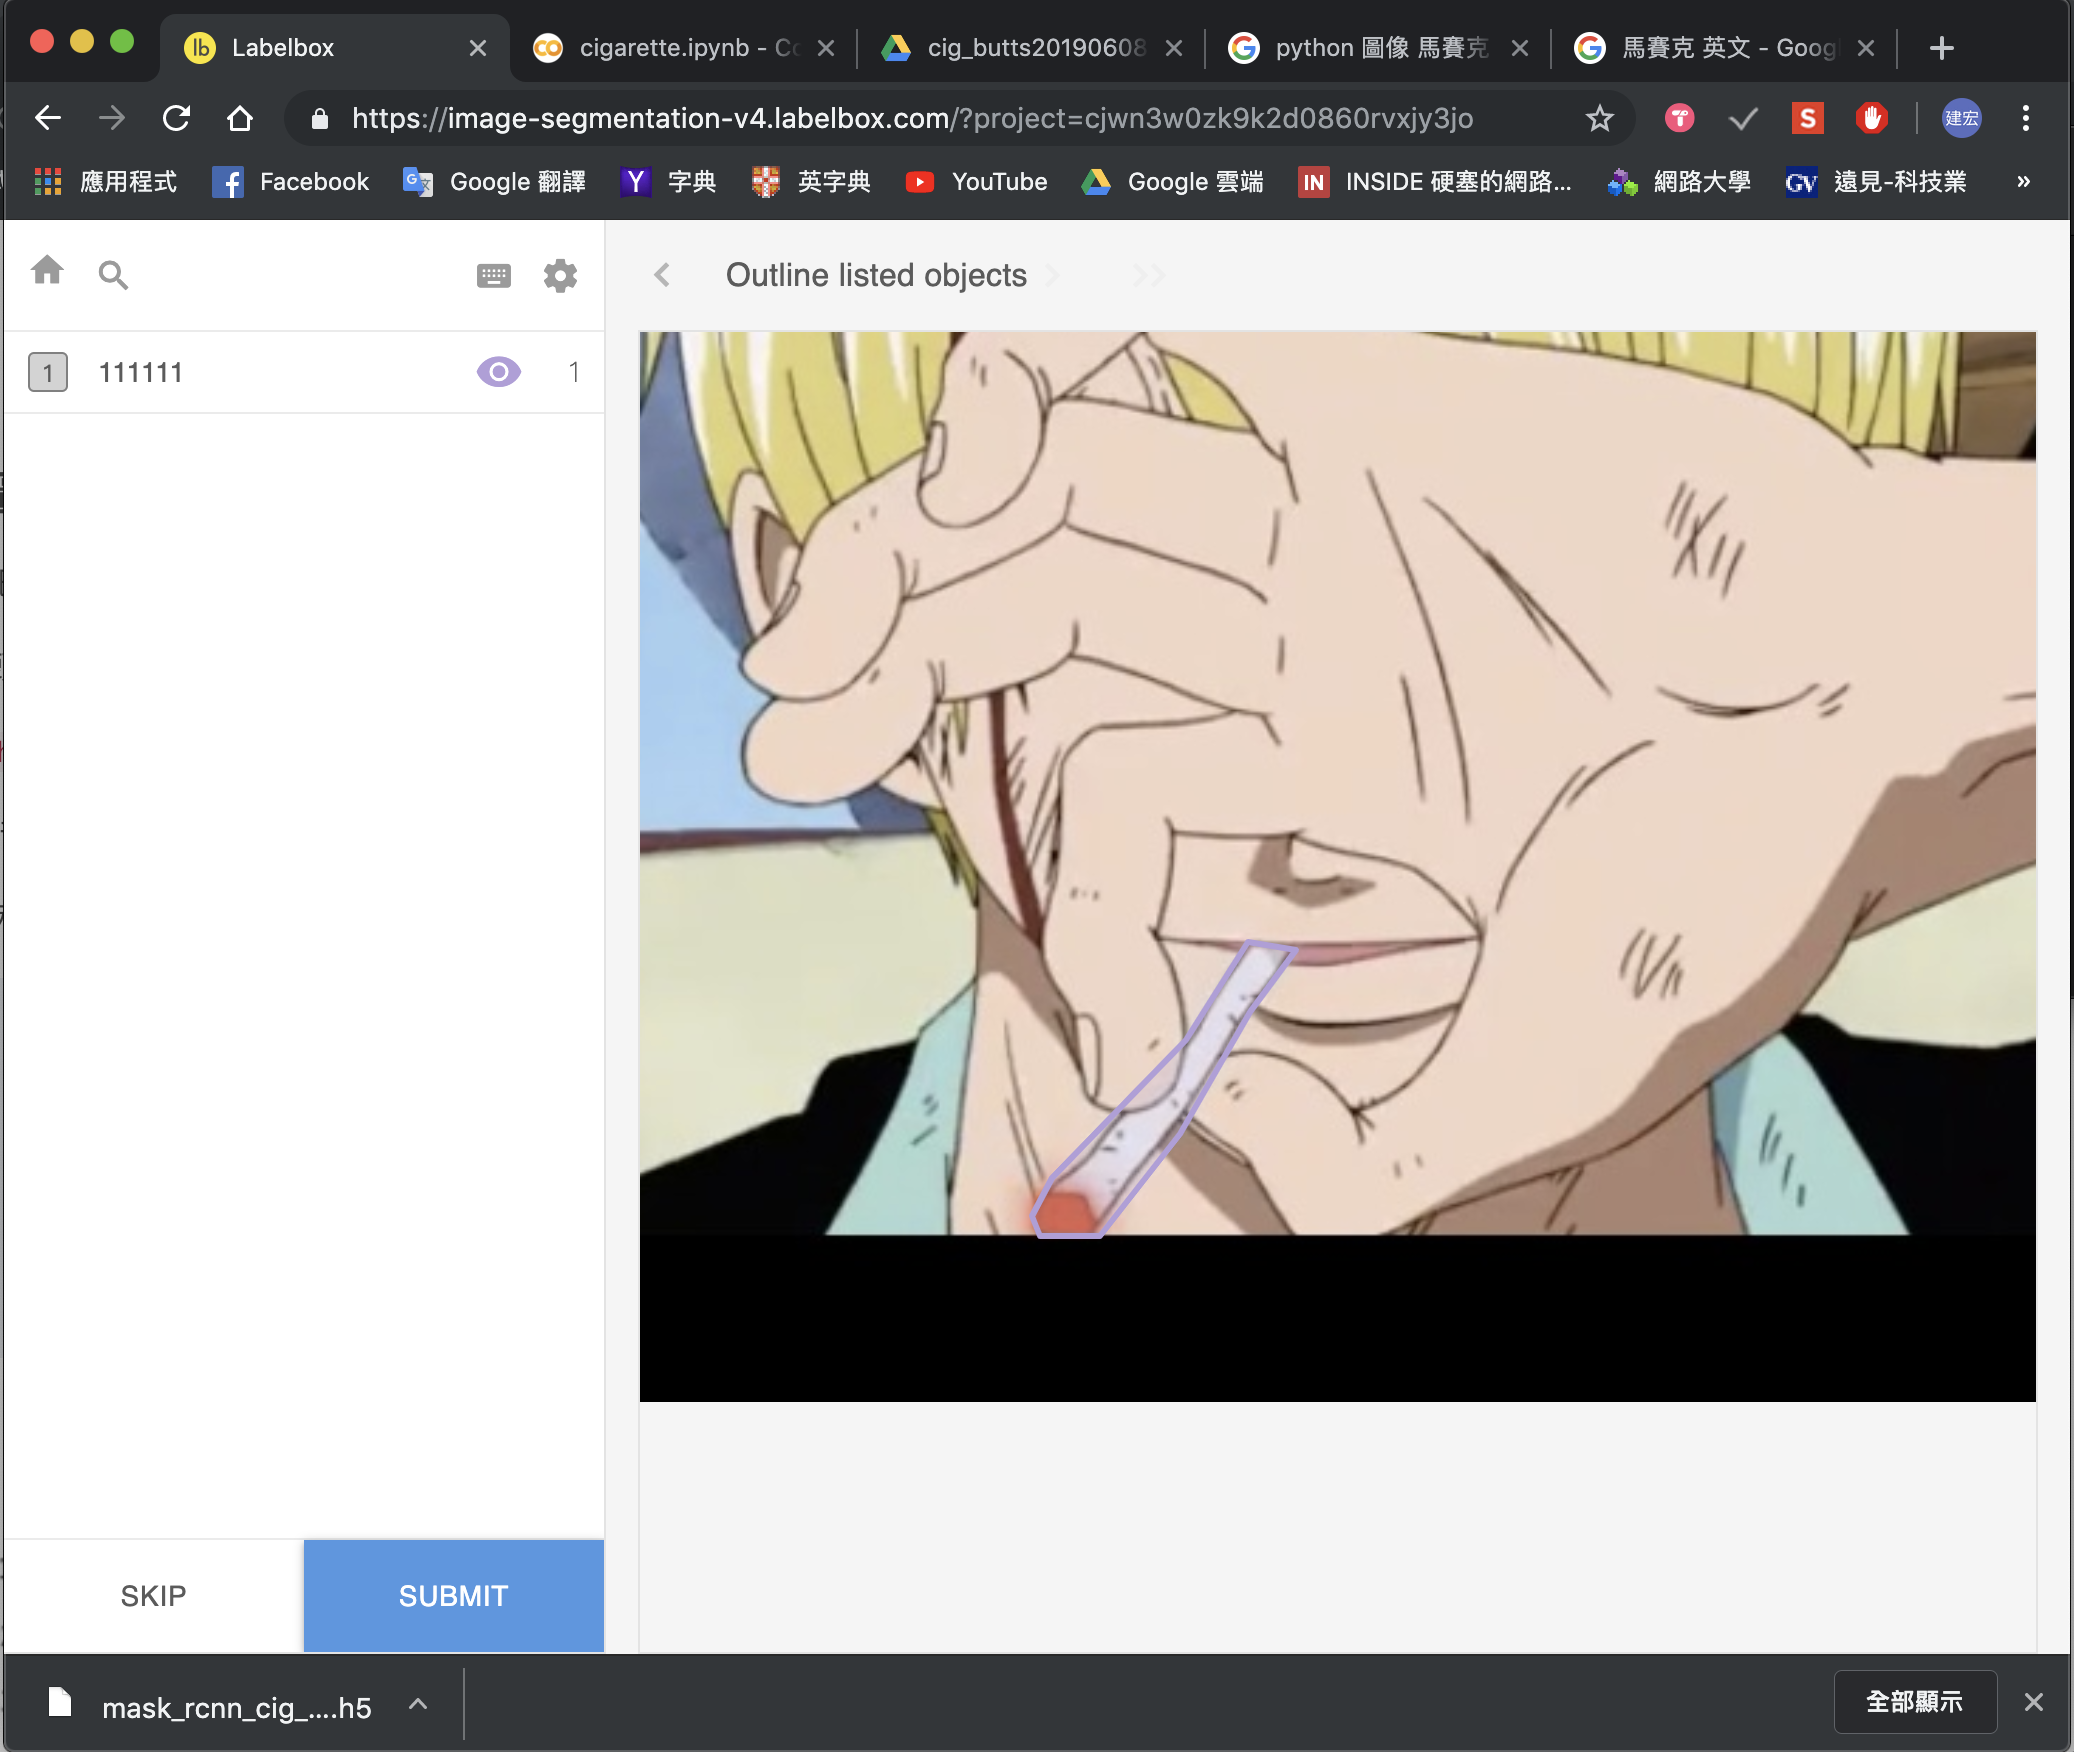 Labelbox
cigarette.ipynb - Co
cig_butts20190608
python 圖像 馬賽克
馬賽克 英文 - Goog
https://image-segmentation-v4.labelbox.com/?project=cjwn3w0zk9k2d0860rvxjy3jo
建宏
應用程式
Facebook
Google 翻譯
字典
英字典
YouTube
Google 雲端
INSIDE 硬塞的網路...
網路大學
遠見-科技業
»
Outline listed objects
1 111111 1
SKIP
SUBMIT
mask_rcnn_cig_....h5
全部顯示